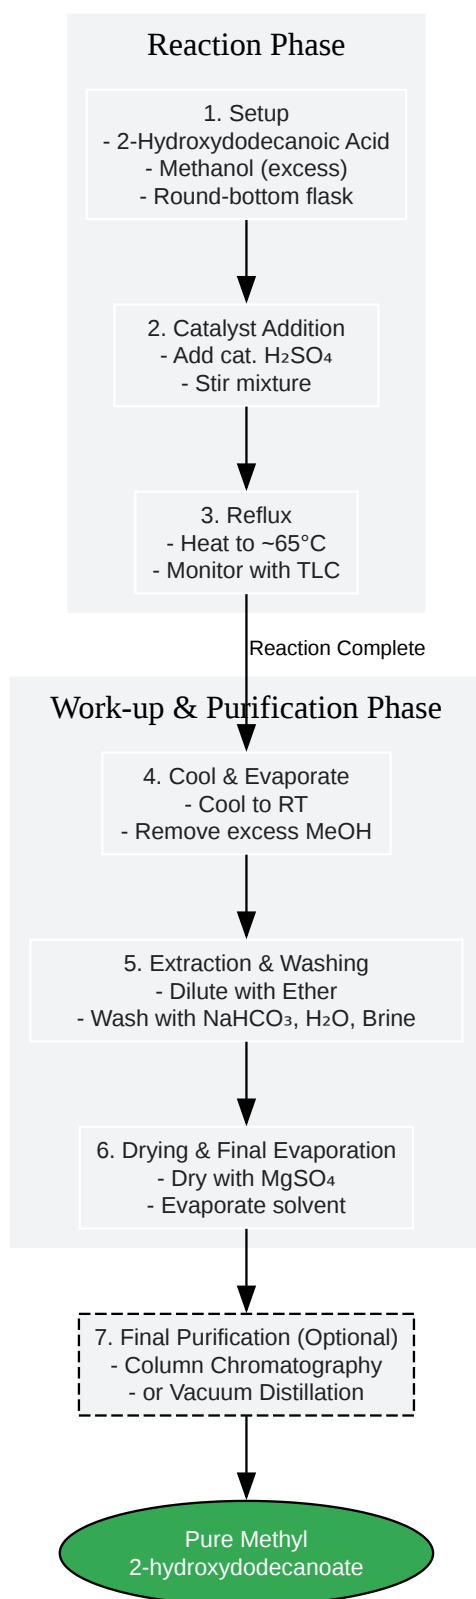 Reaction Phase
1. Setup
- 2-Hydroxydodecanoic Acid
- Methanol (excess)
- Round-bottom flask
2. Catalyst Addition
- Add cat. H₂SO₄
- Stir mixture
3. Reflux
- Heat to ~65°C
- Monitor with TLC
Reaction Complete
Work-up & Purification Phase
4. Cool & Evaporate
- Cool to RT
- Remove excess MeOH
5. Extraction & Washing
- Dilute with Ether
- Wash with NaHCO₃, H₂O, Brine
6. Drying & Final Evaporation
- Dry with MgSO₄
- Evaporate solvent
7. Final Purification (Optional)
- Column Chromatography
- or Vacuum Distillation
Pure Methyl
2-hydroxydodecanoate